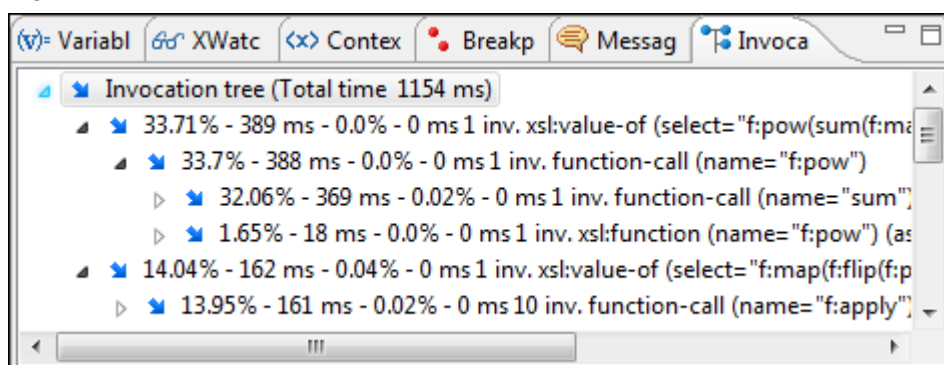 (v)= Variabl XWatc <x> Contex Breakp Messag Invoca
Invocation tree (Total time 1154 ms)
33.71% - 389 ms - 0.0% - 0 ms 1 inv. xsl:value-of (select="f:pow(sum(f:ma
33.7% - 388 ms - 0.0% - 0 ms 1 inv. function-call (name="f:pow")
32.06% - 369 ms - 0.02% - 0 ms 1 inv. function-call (name="sum")
1.65% - 18 ms - 0.0% - 0 ms 1 inv. xsl:function (name="f:pow") (as
14.04% - 162 ms - 0.04% - 0 ms 1 inv. xsl:value-of (select="f:map(f:flip(f:p
13.95% - 161 ms - 0.02% - 0 ms 10 inv. function-call (name="f:apply")